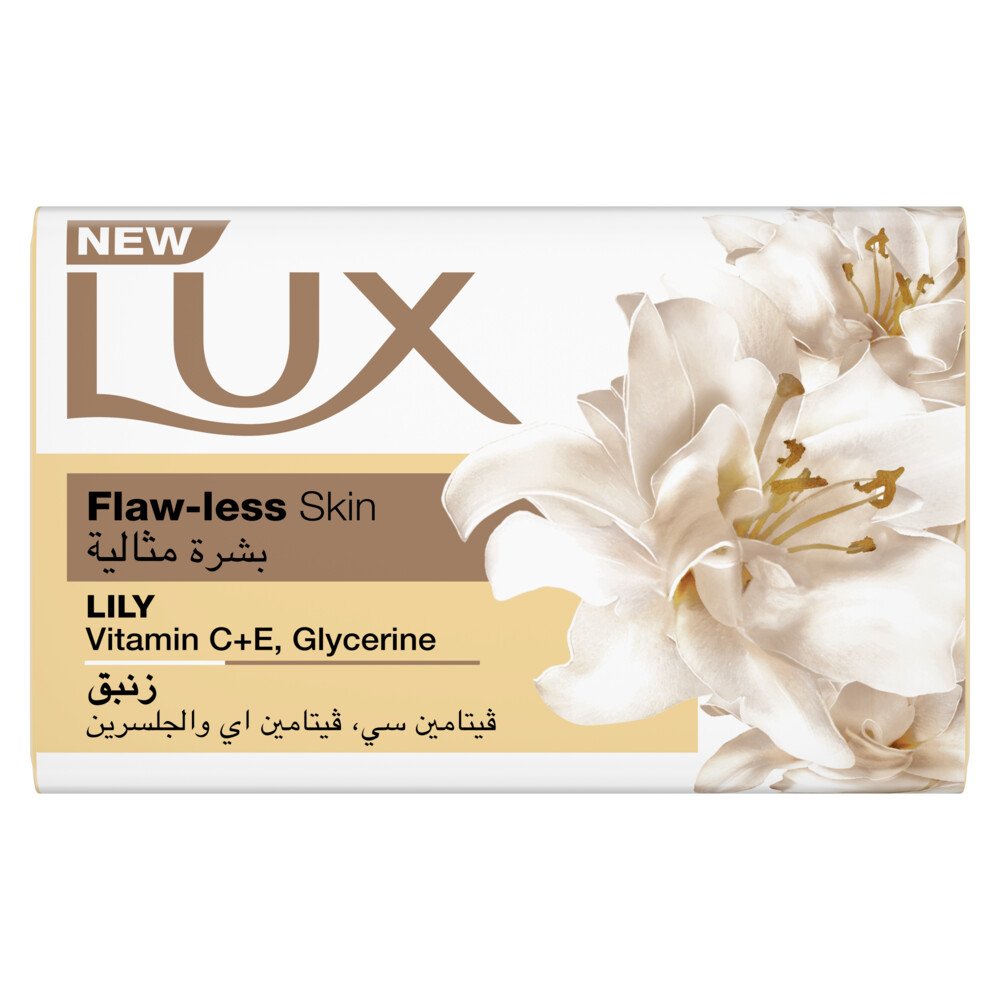 NEW
LUX
Flaw-less Skin
بشرة مثالية
LILY
Vitamin C+E, Glycerine
زنبق
ڤيتامين سي، ڤيتامين اي والجلسرين